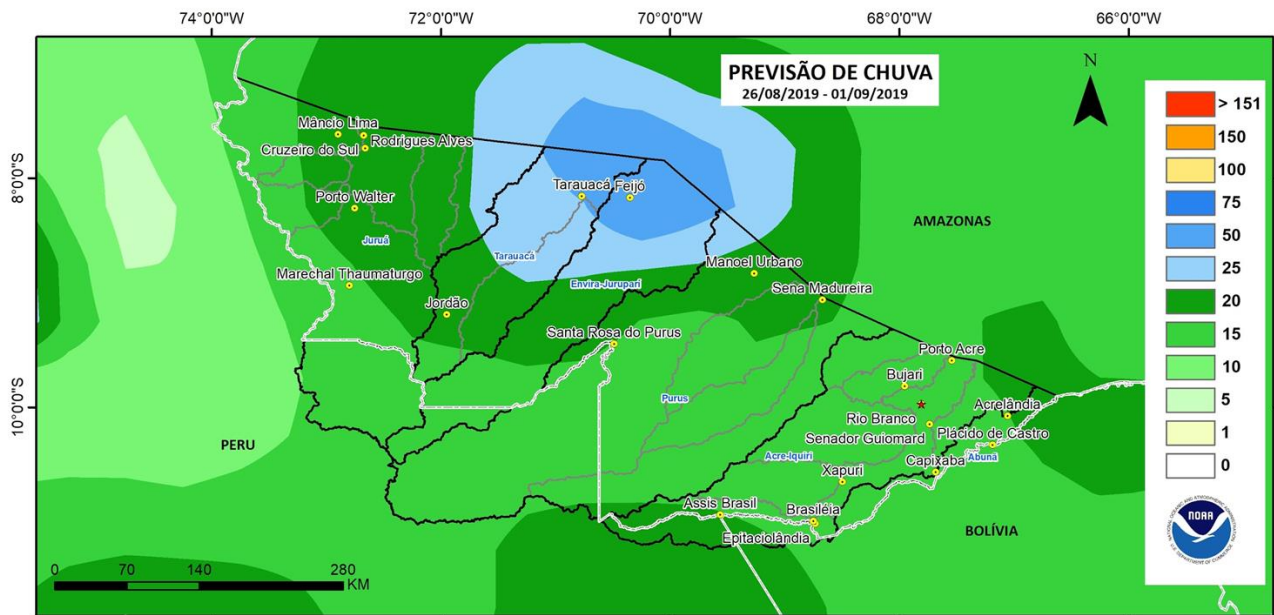 74°0'0"W
72°0'0"W
70°0'0"W
68°0'0"W
66°0'0"W
PREVISÃO DE CHUVA
26/08/2019 - 01/09/2019
N
> 151
150
100
75
50
25
20
15
10
5
1
0
8°0'0"S
10°0'0"S
Mâncio Lima
Rodrigues Alves
Cruzeiro do Sul
Porto Walter
Juruá
Marechal Thaumaturgo
Jordão
Tarauacá
Feijó
Tarauacá
Envira-Jurupari
AMAZONAS
Manoel Urbano
Sena Madureira
Santa Rosa do Purus
Purus
Porto Acre
Bujari
Rio Branco
Acrelândia
Senador Guiomard
Plácido de Castro
Acre-Iquiri
Abunã
Capixaba
Xapuri
Assis Brasil
Brasiléia
Epitaciolândia
PERU
BOLÍVIA
0 70 140 280
KM
NOAA